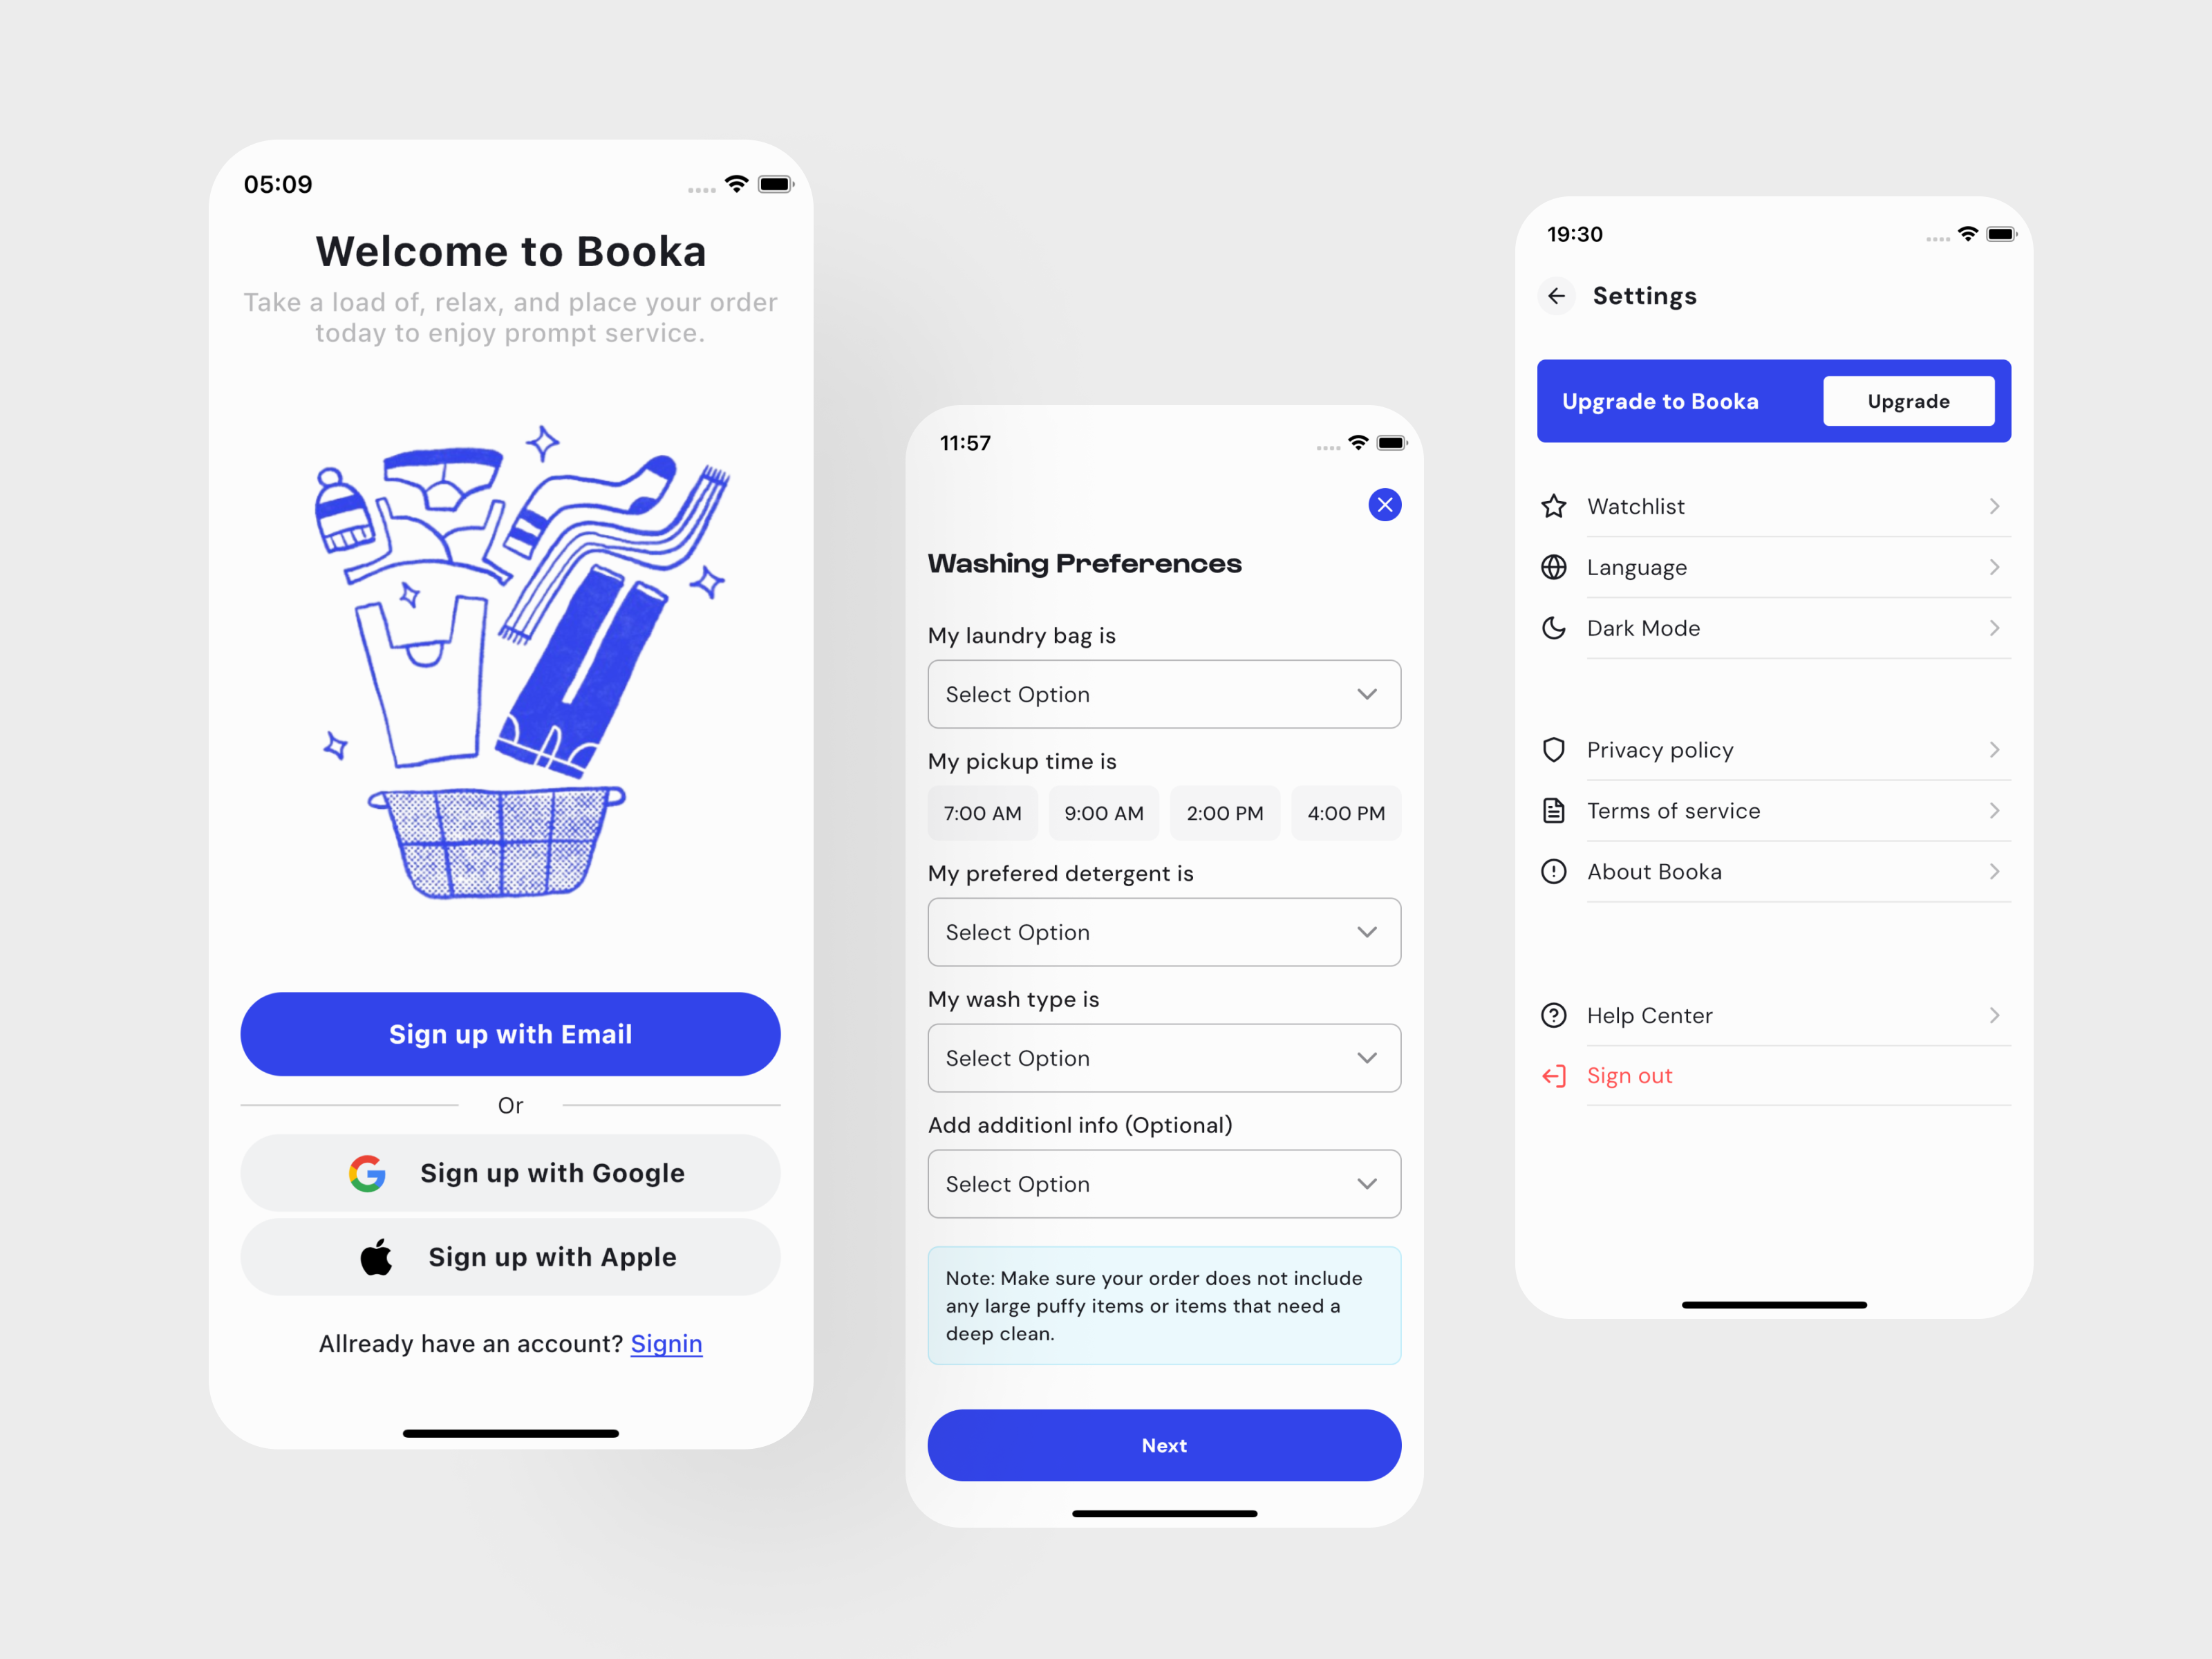 05:09
Welcome to Booka
Take a load of, relax, and place your order
today to enjoy prompt service.
Sign up with Email
Or
Sign up with Google
Sign up with Apple
Allready have an account? Signin
11:57
Washing Preferences
My laundry bag is
Select Option
My pickup time is
7:00 AM 9:00 AM 2:00 PM 4:00 PM
My prefered detergent is
Select Option
My wash type is
Select Option
Add additionl info (Optional)
Select Option
Note: Make sure your order does not include
any large puffy items or items that need a
deep clean.
Next
19:30
Settings
Upgrade to Booka Upgrade
Watchlist
Language
Dark Mode
Privacy policy
Terms of service
About Booka
Help Center
Sign out